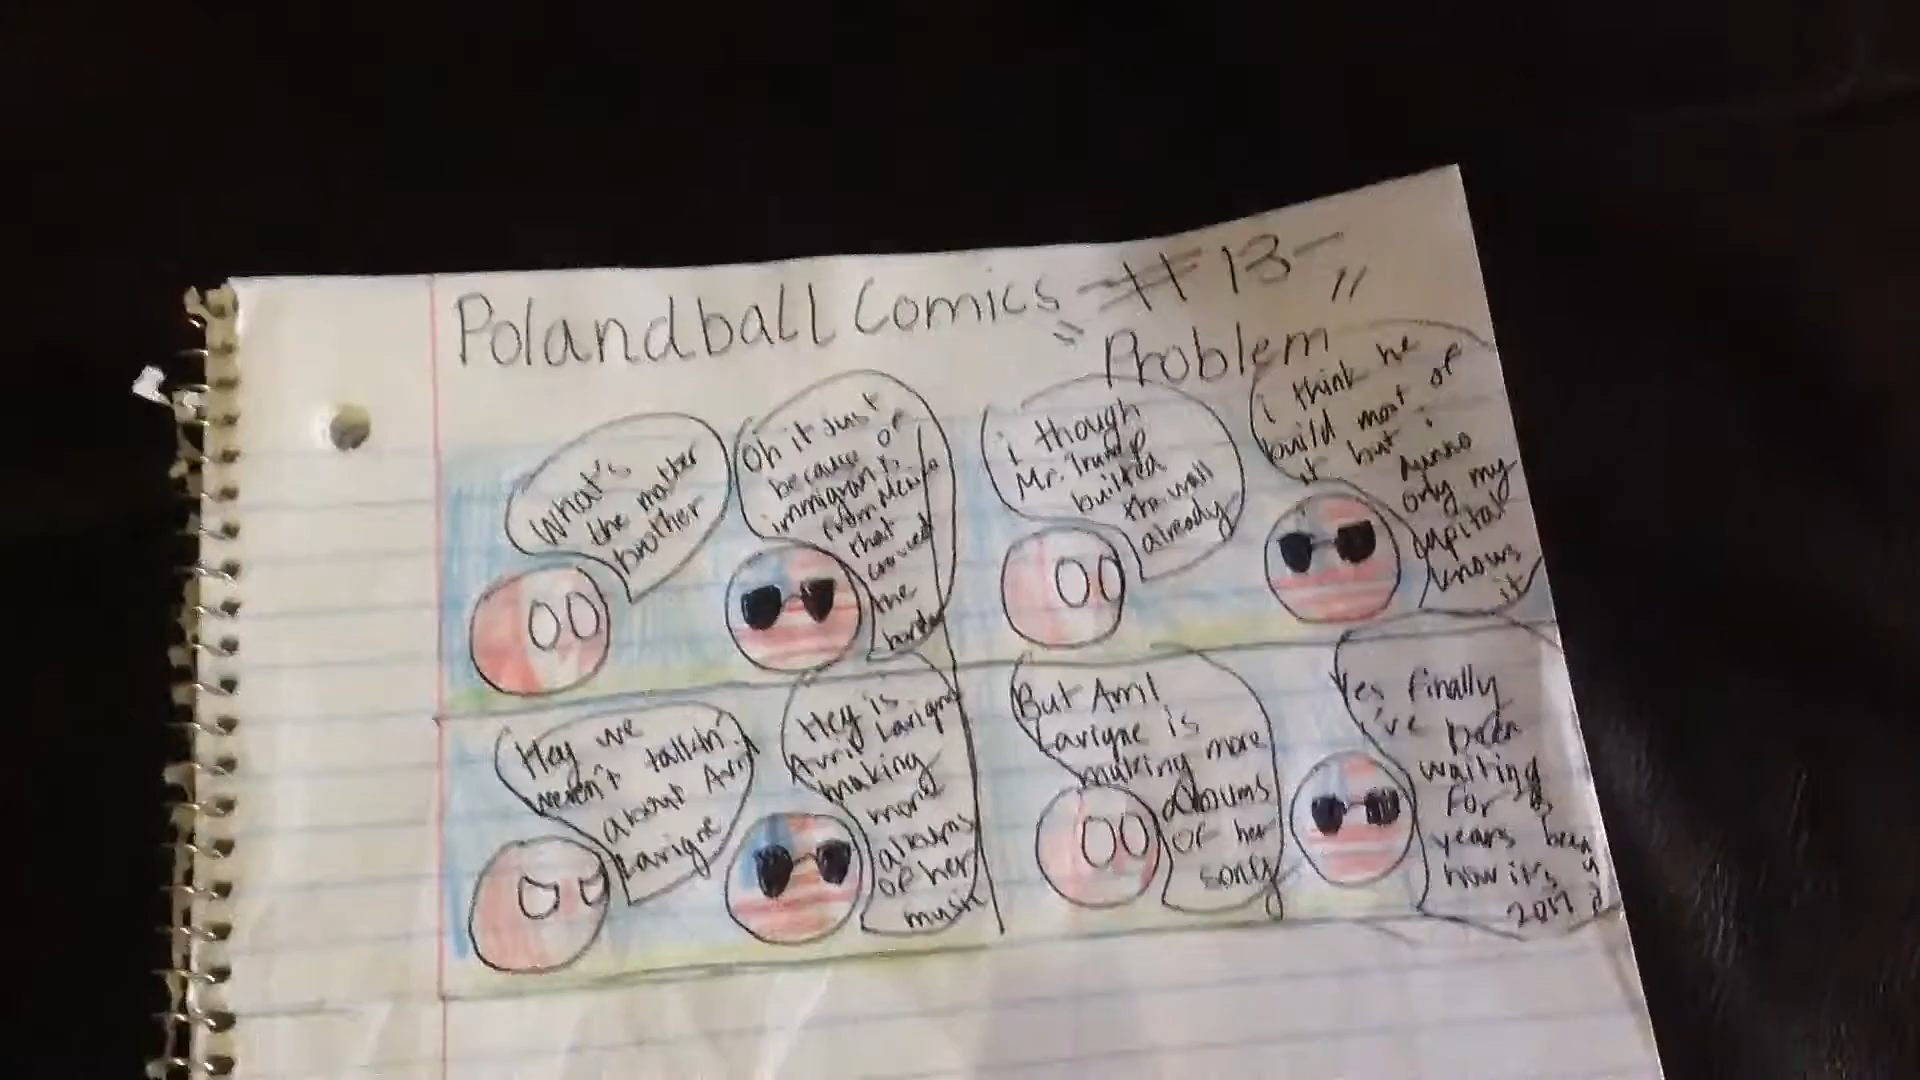 Polandball Comics #13
"Problem"
What's
the matter
brother
Oh it just
because of
immigrants
from Mexico
that
crossed
the
border
i though
Mr. Trump
builted
the wall
already
i think he
build most of
it but i
dunno
only my
capital
knows
it
Hey we
weren't talkin'
about Avril
Lavigne
Hey is
Avril Lavigne
making
more
albums
of her
music
But Avril
Lavigne is
making more
albums
of her
song
Yes finally
i've been
waiting
for
years
now it's
2017